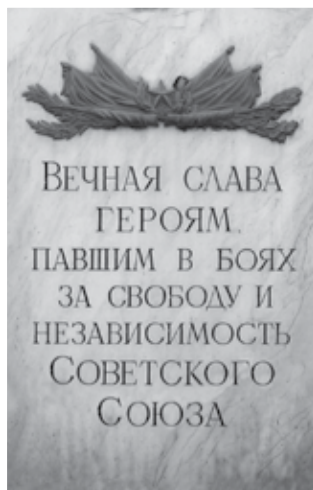 Вечная слава
героям,
павшим в боях
за свободу и
независимость
Советского
Союза